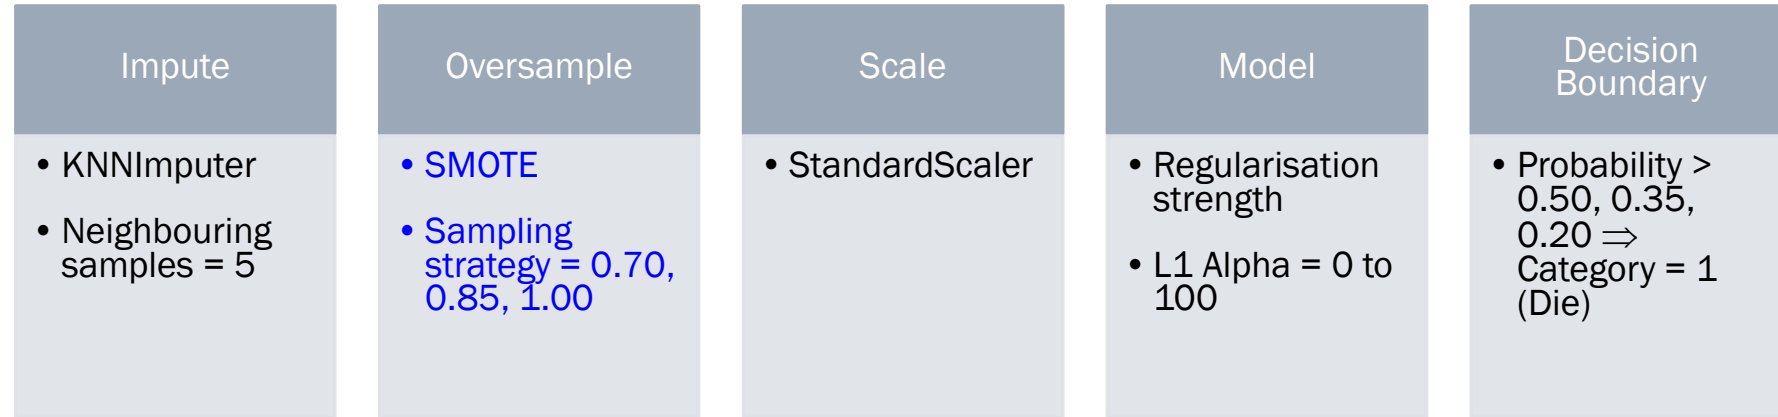 Impute
• KNNImputer
• Neighbouring
samples = 5
Oversample
• SMOTE
• Sampling
strategy = 0.70,
0.85, 1.00
Scale
• StandardScaler
Model
• Regularisation
strength
• L1 Alpha = 0 to
100
Decision
Boundary
• Probability >
0.50, 0.35,
0.20 ⇒
Category = 1
(Die)